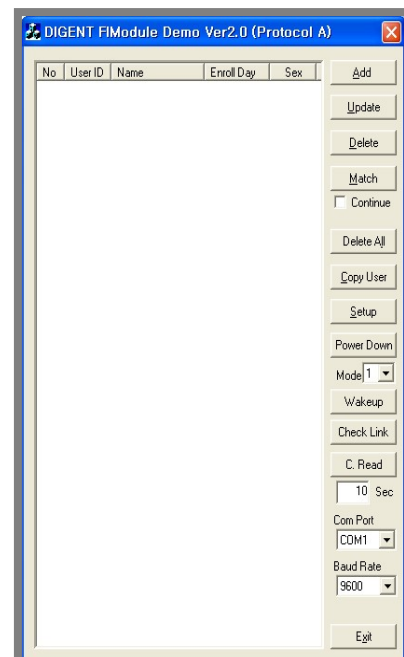 DIGENT FIModule Demo Ver2.0 (Protocol A)
No User ID Name Enroll Day Sex
Add
Update
Delete
Match
Continue
Delete All
Copy User
Setup
Power Down
Mode 1
Wakeup
Check Link
C. Read
10 Sec
Com Port
COM1
Baud Rate
9600
Exit